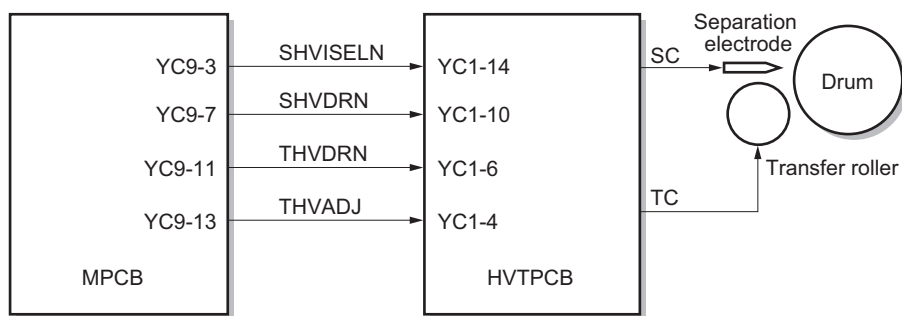 Separation
electrode
SHVISELN
SC
YC9-3
YC1-14
Drum
SHVDRN
YC9-7
YC1-10
THVDRN
YC9-11
YC1-6
Transfer roller
THVADJ
TC
YC9-13
YC1-4
MPCB
HVTPCB